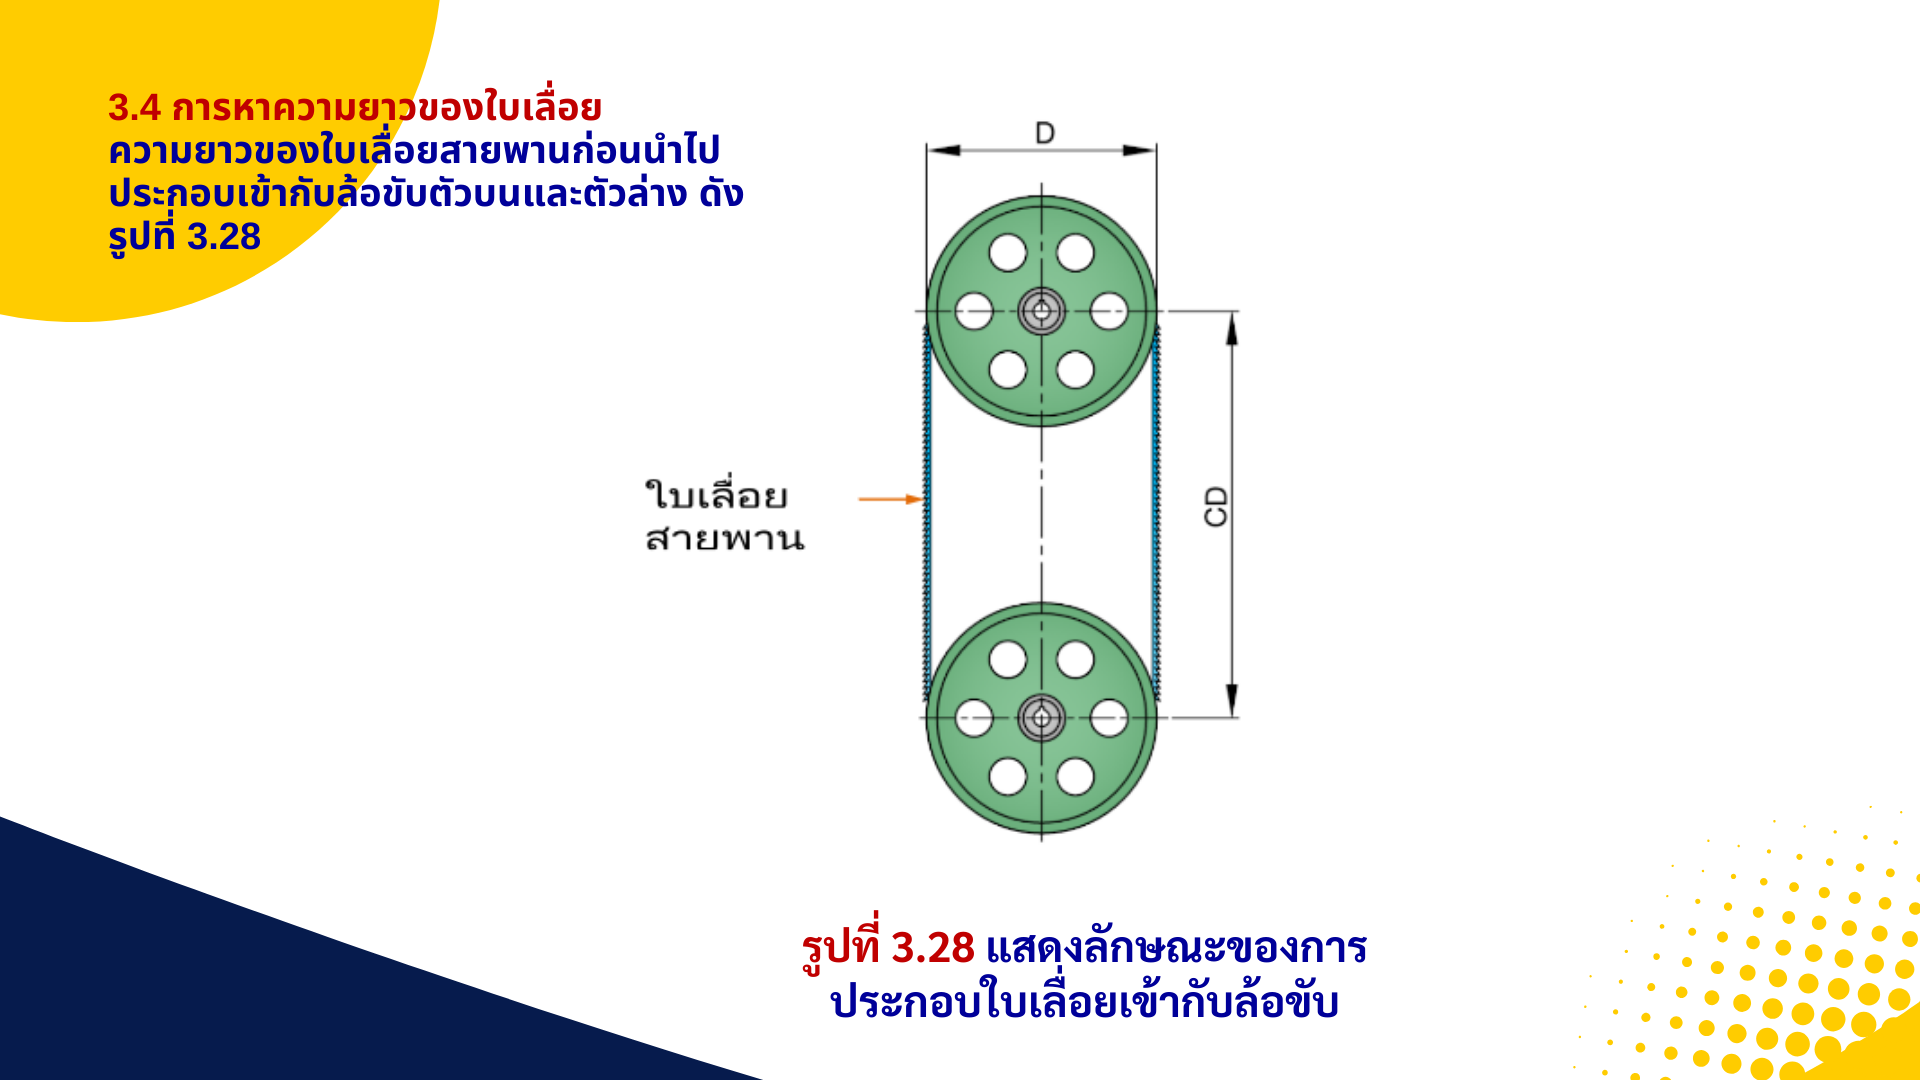 3.4 การหาความยาวของใบเลื่อย
ความยาวของใบเลื่อยสายพานก่อนนำไป
ประกอบเข้ากับล้อขับตัวบนและตัวล่าง ดัง
รูปที่ 3.28
D
CD
ใบเลื่อย
สายพาน
รูปที่ 3.28 แสดงลักษณะของการ
ประกอบใบเลื่อยเข้ากับล้อขับ